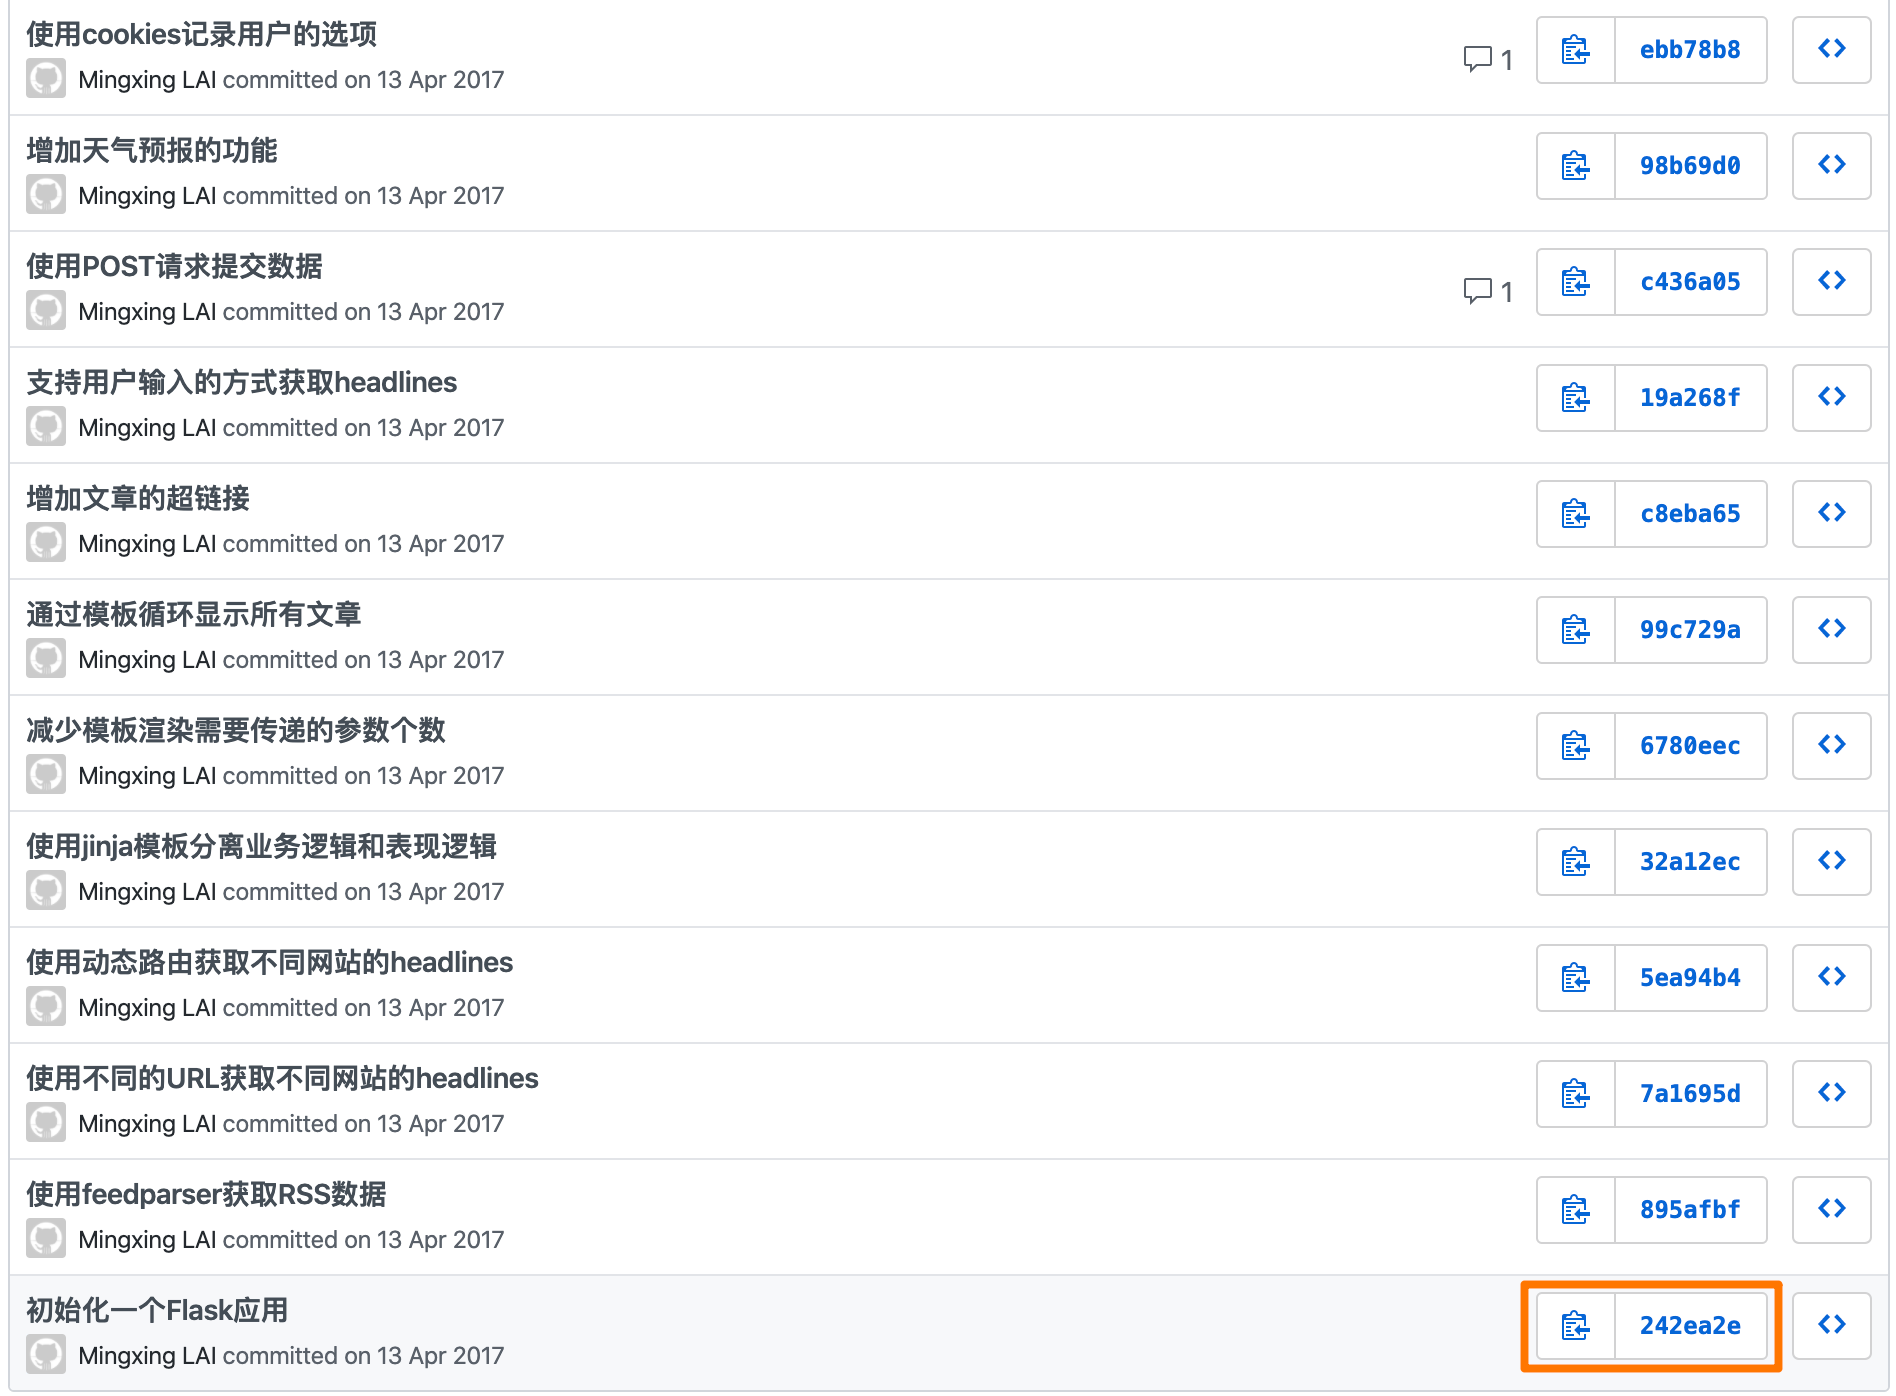 使用cookies记录用户的选项
Mingxing LAI committed on 13 Apr 2017
1
ebb78b8
增加天气预报的功能
Mingxing LAI committed on 13 Apr 2017
98b69d0
使用POST请求提交数据
Mingxing LAI committed on 13 Apr 2017
1
c436a05
支持用户输入的方式获取headlines
Mingxing LAI committed on 13 Apr 2017
19a268f
增加文章的超链接
Mingxing LAI committed on 13 Apr 2017
c8eba65
通过模板循环显示所有文章
Mingxing LAI committed on 13 Apr 2017
99c729a
减少模板渲染需要传递的参数个数
Mingxing LAI committed on 13 Apr 2017
6780eec
使用jinja模板分离业务逻辑和表现逻辑
Mingxing LAI committed on 13 Apr 2017
32a12ec
使用动态路由获取不同网站的headlines
Mingxing LAI committed on 13 Apr 2017
5ea94b4
使用不同的URL获取不同网站的headlines
Mingxing LAI committed on 13 Apr 2017
7a1695d
使用feedparser获取RSS数据
Mingxing LAI committed on 13 Apr 2017
895afbf
初始化一个Flask应用
Mingxing LAI committed on 13 Apr 2017
242ea2e